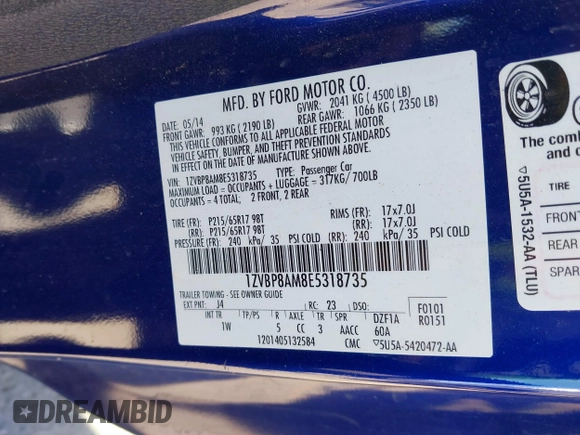 MFD. BY FORD MOTOR CO.
DATE: 05/14 GVWR: 2041 KG ( 4500 LB)
FRONT GAWR: 993 KG ( 2190 LB) REAR GAWR: 1066 KG ( 2350 LB)
THIS VEHICLE CONFORMS TO ALL APPLICABLE FEDERAL MOTOR
VEHICLE SAFETY, BUMPER, AND THEFT PREVENTION STANDARDS
IN EFFECT ON THE DATE OF MANUFACTURE SHOWN ABOVE.
VIN: 1ZVBP8AM8E5318735 TYPE: Passenger Car
MAXIMUM LOAD = OCCUPANTS + LUGGAGE = 317KG/ 700LB
OCCUPANTS = 4 TOTAL; 2 FRONT, 2 REAR
TIRE (FR): P215/65R17 98T RIMS (FR): 17x7.0J
(RR): P215/65R17 98T (RR): 17x7.0J
PRESSURE (FR): 240 kPa/ 35 PSI COLD (RR): 240 kPa/ 35 PSI COLD
1ZVBP8AM8E5318735
TRAILER TOWING - SEE OWNER GUIDE
EXT PNT: J4 RC: 23 DZF1A F0101
R0151
INT TR TP/PS R AXLE TR SPR
1W 5 CC 3 AACC 60A
1201405132584 CMC 5U5A-5420472-AA
5U5A-1532-AA (TLU)
The com
and c
TIRE
FRONT
REAR
SPA